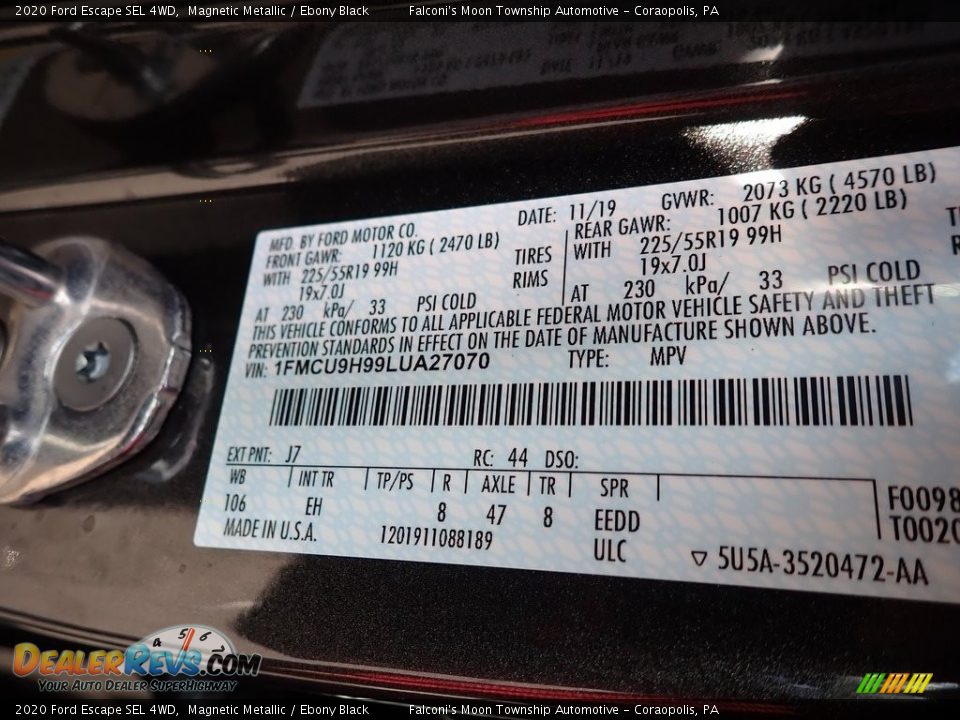 2020 Ford Escape SEL 4WD, Magnetic Metallic / Ebony Black Falconi's Moon Township Automotive - Coraopolis, PA
MFD. BY FORD MOTOR CO. DATE: 11/19 GVWR: 2073 KG ( 4570 LB)
FRONT GAWR: 1120 KG ( 2470 LB) REAR GAWR: 1007 KG ( 2220 LB)
WITH 225/55R19 99H TIRES WITH 225/55R19 99H
19x7.0J RIMS 19x7.0J
AT 230 kPa/ 33 PSI COLD AT 230 kPa/ 33 PSI COLD
THIS VEHICLE CONFORMS TO ALL APPLICABLE FEDERAL MOTOR VEHICLE SAFETY AND THEFT
PREVENTION STANDARDS IN EFFECT ON THE DATE OF MANUFACTURE SHOWN ABOVE.
VIN: 1FMCU9H99LUA27070 TYPE: MPV
EXT PNT: J7 RC: 44 DSO:
WB INT TR TP/PS R AXLE TR SPR
106 EH 8 47 8 EEDD
F0098
T0020
MADE IN U.S.A. 1201911088189 ULC 5U5A-3520472-AA
4 5 6
DealerRevs.com
Your Auto Dealer SuperHighway
2020 Ford Escape SEL 4WD, Magnetic Metallic / Ebony Black Falconi's Moon Township Automotive - Coraopolis, PA